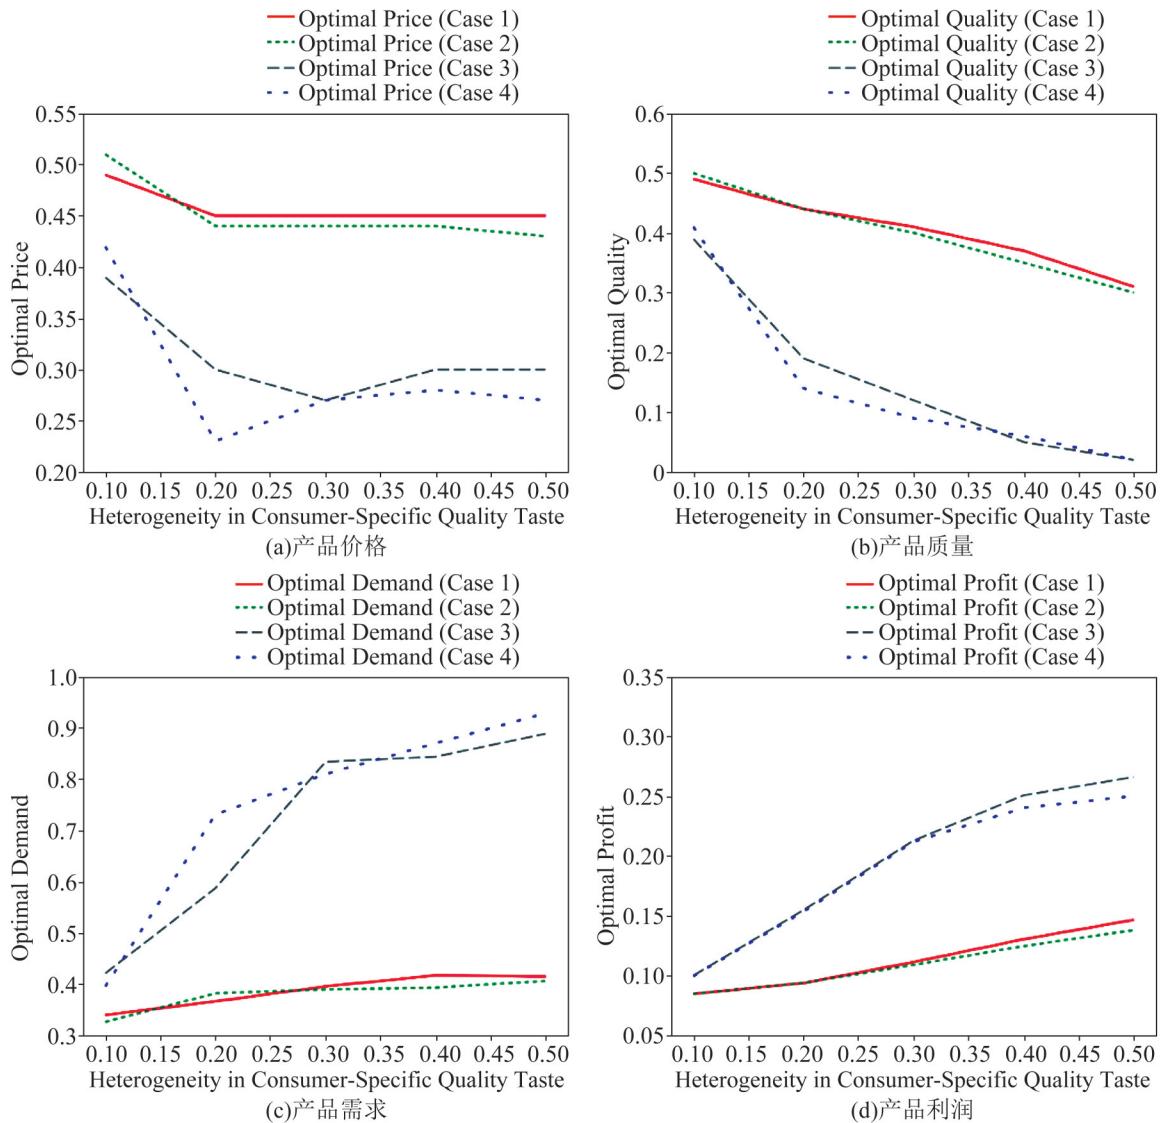 Optimal Price (Case 1)
Optimal Price (Case 2)
Optimal Price (Case 3)
Optimal Price (Case 4)
0.55
0.50
0.45
0.40
0.35
0.30
0.25
0.20
Optimal Price
0.10 0.15 0.20 0.25 0.30 0.35 0.40 0.45 0.50
Heterogeneity in Consumer-Specific Quality Taste
(a)产品价格
Optimal Quality (Case 1)
Optimal Quality (Case 2)
Optimal Quality (Case 3)
Optimal Quality (Case 4)
0.6
0.5
0.4
0.3
0.2
0.1
0
Optimal Quality
0.10 0.15 0.20 0.25 0.30 0.35 0.40 0.45 0.50
Heterogeneity in Consumer-Specific Quality Taste
(b)产品质量
Optimal Demand (Case 1)
Optimal Demand (Case 2)
Optimal Demand (Case 3)
Optimal Demand (Case 4)
1.0
0.9
0.8
0.7
0.6
0.5
0.4
0.3
Optimal Demand
0.10 0.15 0.20 0.25 0.30 0.35 0.40 0.45 0.50
Heterogeneity in Consumer-Specific Quality Taste
(c)产品需求
Optimal Profit (Case 1)
Optimal Profit (Case 2)
Optimal Profit (Case 3)
Optimal Profit (Case 4)
0.35
0.30
0.25
0.20
0.15
0.10
0.05
Optimal Profit
0.10 0.15 0.20 0.25 0.30 0.35 0.40 0.45 0.50
Heterogeneity in Consumer-Specific Quality Taste
(d)产品利润